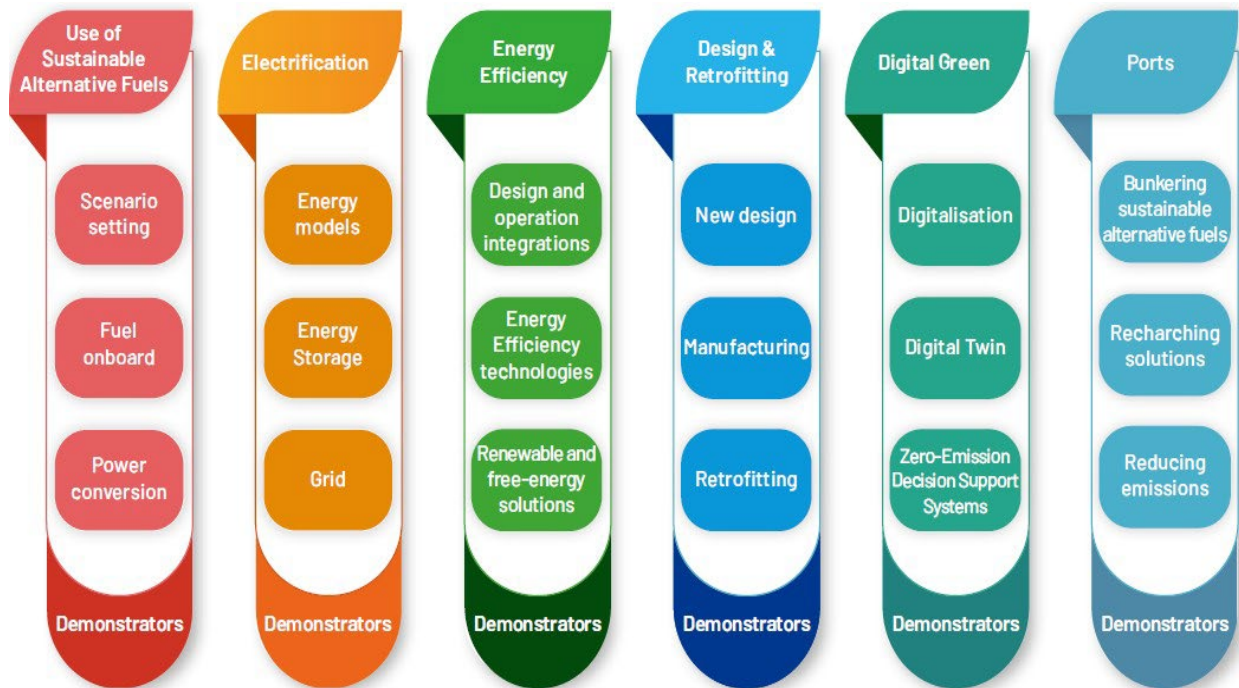 Use of
Sustainable
Alternative Fuels
Scenario
setting
Fuel
onboard
Power
conversion
Demonstrators
Electrification
Energy
models
Energy
Storage
Grid
Demonstrators
Energy
Efficiency
Design and
operation
integrations
Energy
Efficiency
technologies
Renewable and
free-energy
solutions
Demonstrators
Design &
Retrofitting
New design
Manufacturing
Retrofitting
Demonstrators
Digital Green
Digitalisation
Digital Twin
Zero-Emission
Decision Support
Systems
Demonstrators
Ports
Bunkering
sustainable
alternative fuels
Recharching
solutions
Reducing
emissions
Demonstrators